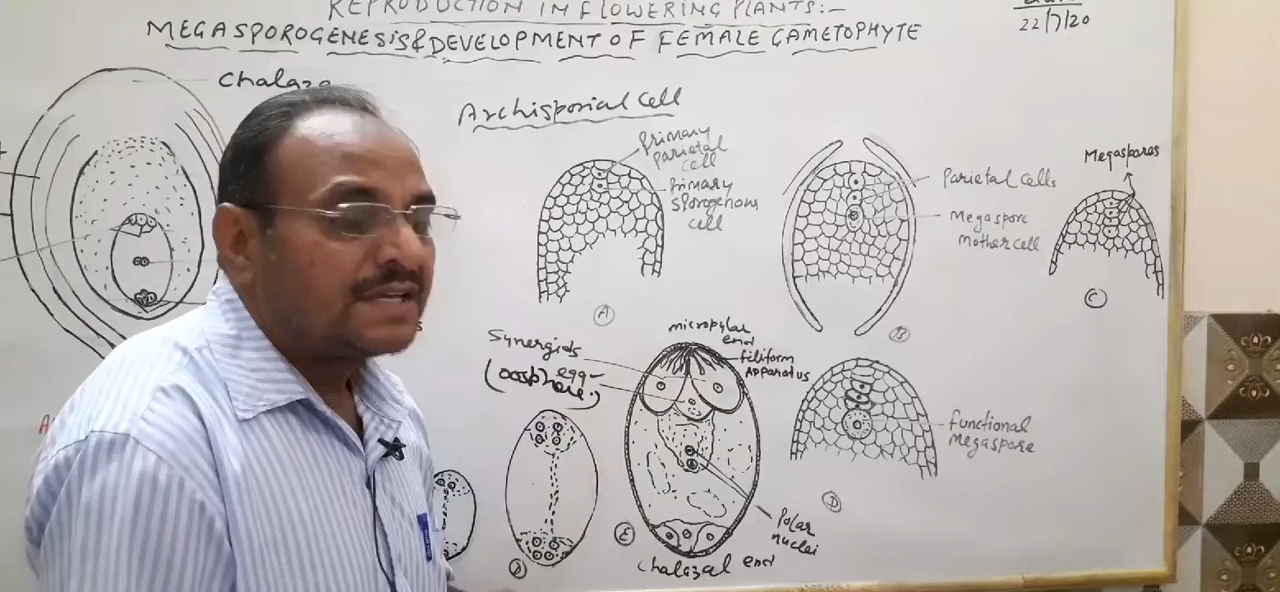 REPRODUCTION IN FLOWERING PLANTS:-
22/7/20
MEGASPOROGENESIS & DEVELOPMENT OF FEMALE GAMETOPHYTE
Chalaza
Archisporial Cell
Primary
parietal
cell
Primary
sporogenous
cell
A
Parietal cells
Megaspore
Mother cell
B
Megaspores
C
Synergids
egg
(oosphere)
micropylar
end
filiform
apparatus
Polar
nuclei
Chalazal end
E
D
Functional
Megaspore
D